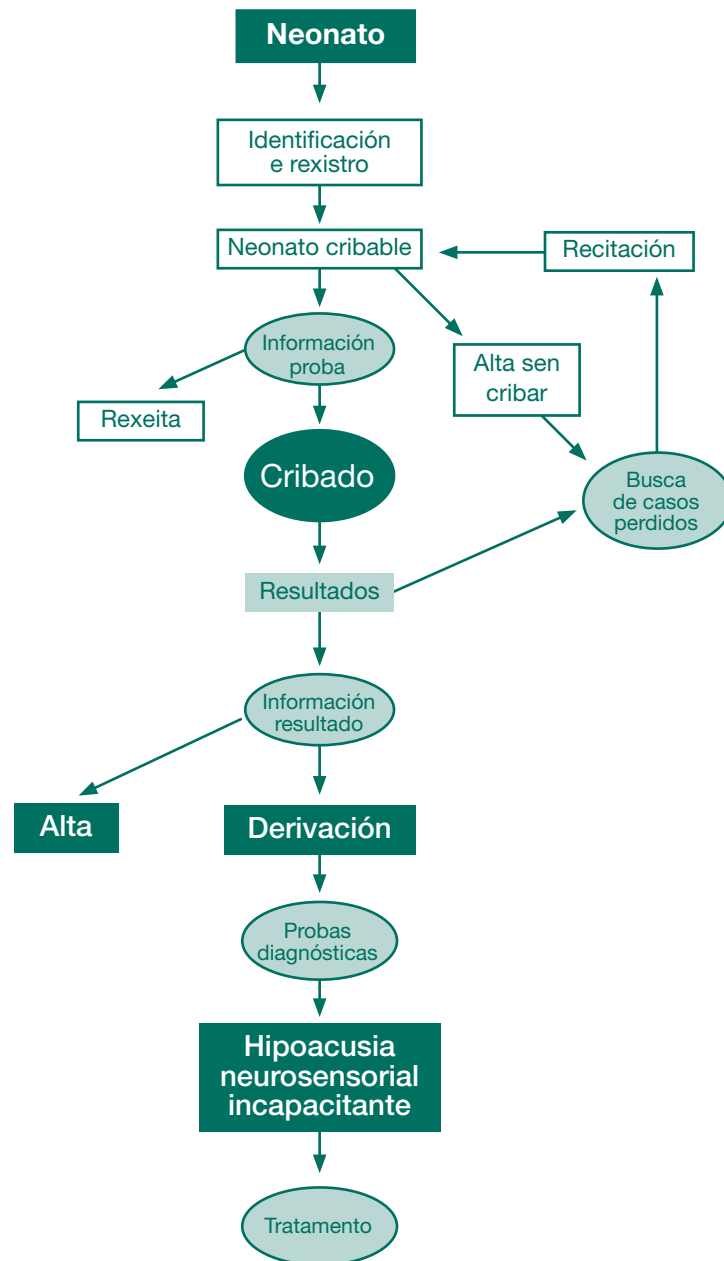 Neonato
Identificación
e rexistro
Neonato cribable
Recitación
Información
proba
Alta sen
cribar
Rexeita
Cribado
Busca
de casos
perdidos
Resultados
Información
resultado
Alta
Derivación
Probas
diagnósticas
Hipoacusia
neurosensorial
incapacitante
Tratamento